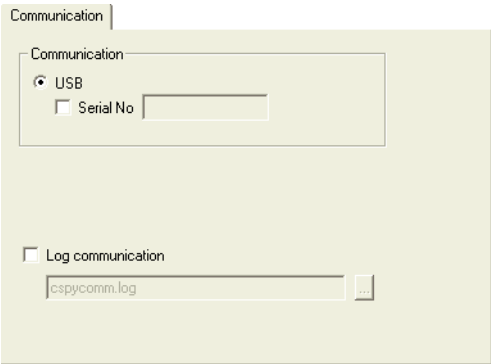 Communication
Communication
USB
Serial No
Log communication
cspycomm.log
...